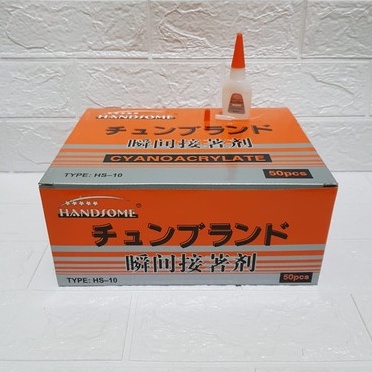 HANDSOME
チュンブランド
瞬间接著剂
CYANOACRYLATE
TYPE: HS-10
50pcs
HANDSOME®
チュンブランド
瞬间接著剂
TYPE: HS-10
50pcs